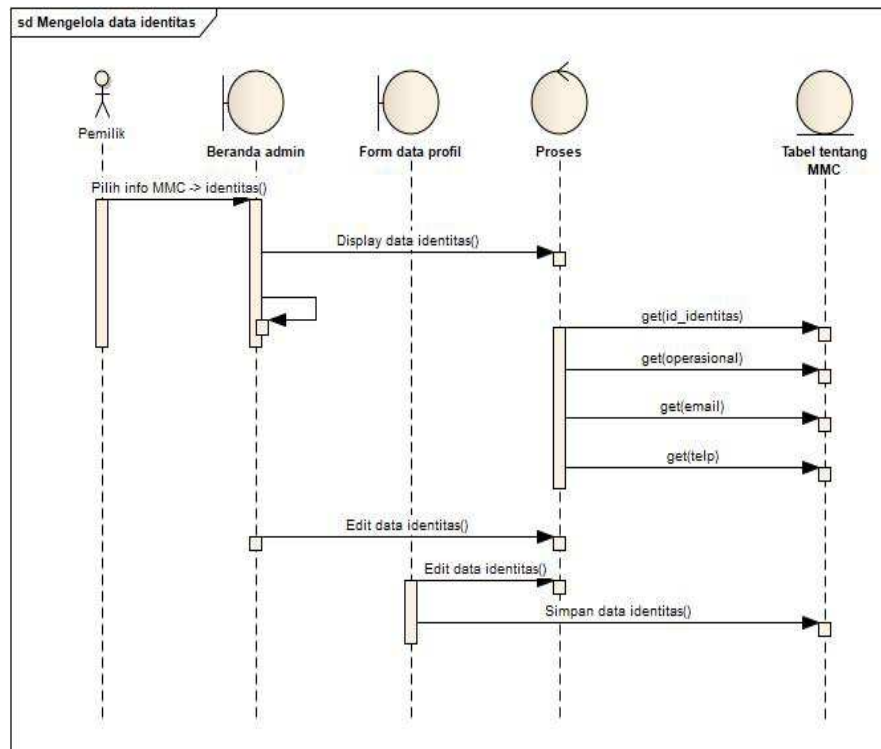 sd Mengelola data identitas
Pemilik
Beranda admin
Form data profil
Proses
Tabel tentang
MMC
Pilih info MMC -> identitas()
Display data identitas()
get(id_identitas)
get(operasional)
get(email)
get(telp)
Edit data identitas()
Edit data identitas()
Simpan data identitas()